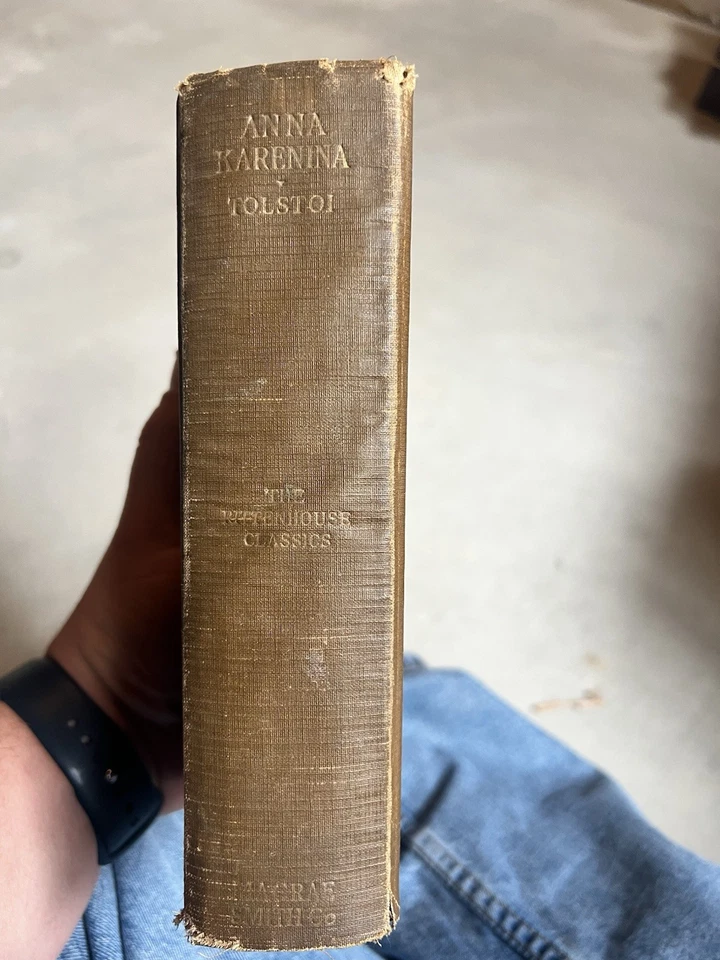 ANNA
KARENINA
TOLSTOI
THE
RITTENHOUSE
CLASSICS
MACRAE
SMITH Co